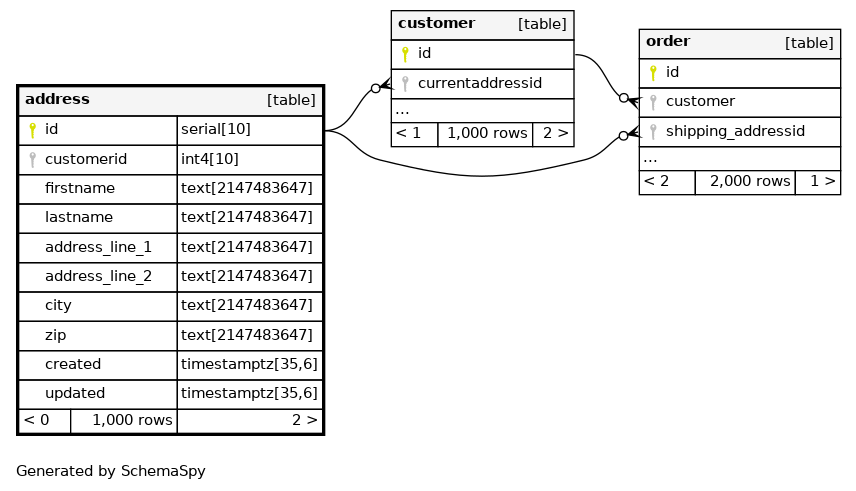 customer [table]
id
currentaddressid
...
< 1 1,000 rows 2 >
order [table]
id
customer
shipping_addressid
...
< 2 2,000 rows 1 >
address [table]
id serial[10]
customerid int4[10]
firstname text[2147483647]
lastname text[2147483647]
address_line_1 text[2147483647]
address_line_2 text[2147483647]
city text[2147483647]
zip text[2147483647]
created timestamptz[35,6]
updated timestamptz[35,6]
< 0 1,000 rows 2 >
Generated by SchemaSpy